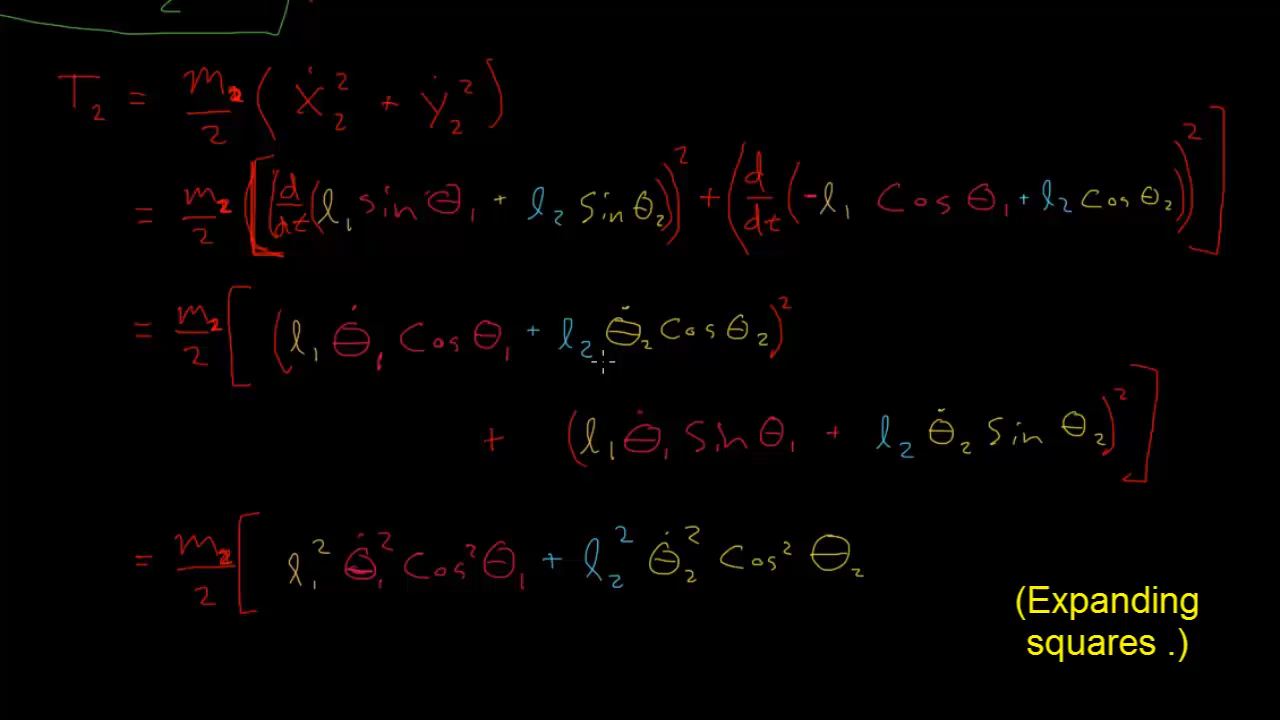 2
T₂ = m₂/2 ( ẋ₂² + ẏ₂² )
= m₂/2 [ ( d/dt ( l₁ sin θ₁ + l₂ sin θ₂ ) )² + ( d/dt ( -l₁ cos θ₁ + l₂ cos θ₂ ) )² ]
= m₂/2 [ ( l₁ θ̇₁ cos θ₁ + l₂ θ̇₂ cos θ₂ )²
+ ( l₁ θ̇₁ sin θ₁ + l₂ θ̇₂ sin θ₂ )² ]
= m₂/2 [ l₁² θ̇₁² cos² θ₁ + l₂² θ̇₂² cos² θ₂
(Expanding
squares .)